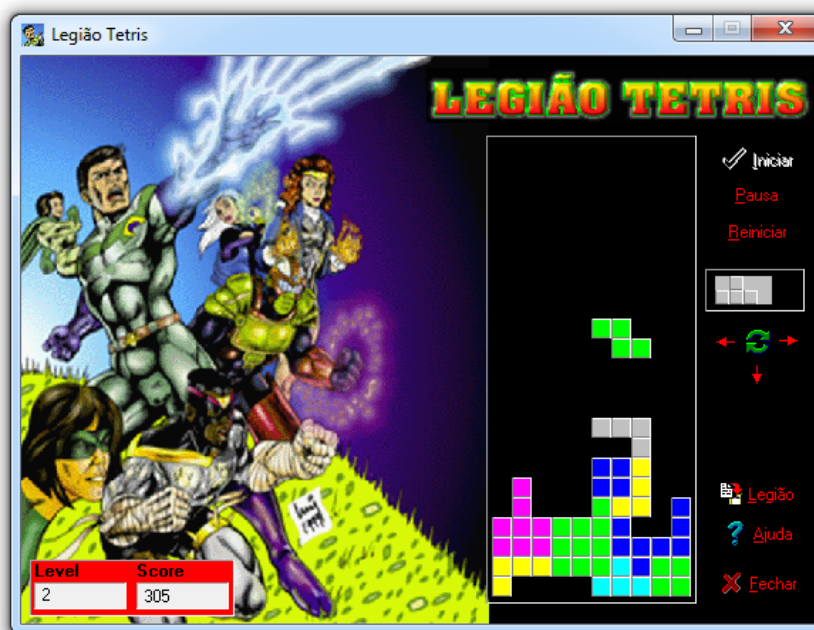 Legião Tetris
LEGIÃO TETRIS
Iniciar
Pausa
Reiniciar
Legião
Ajuda
Fechar
Level Score
2 305